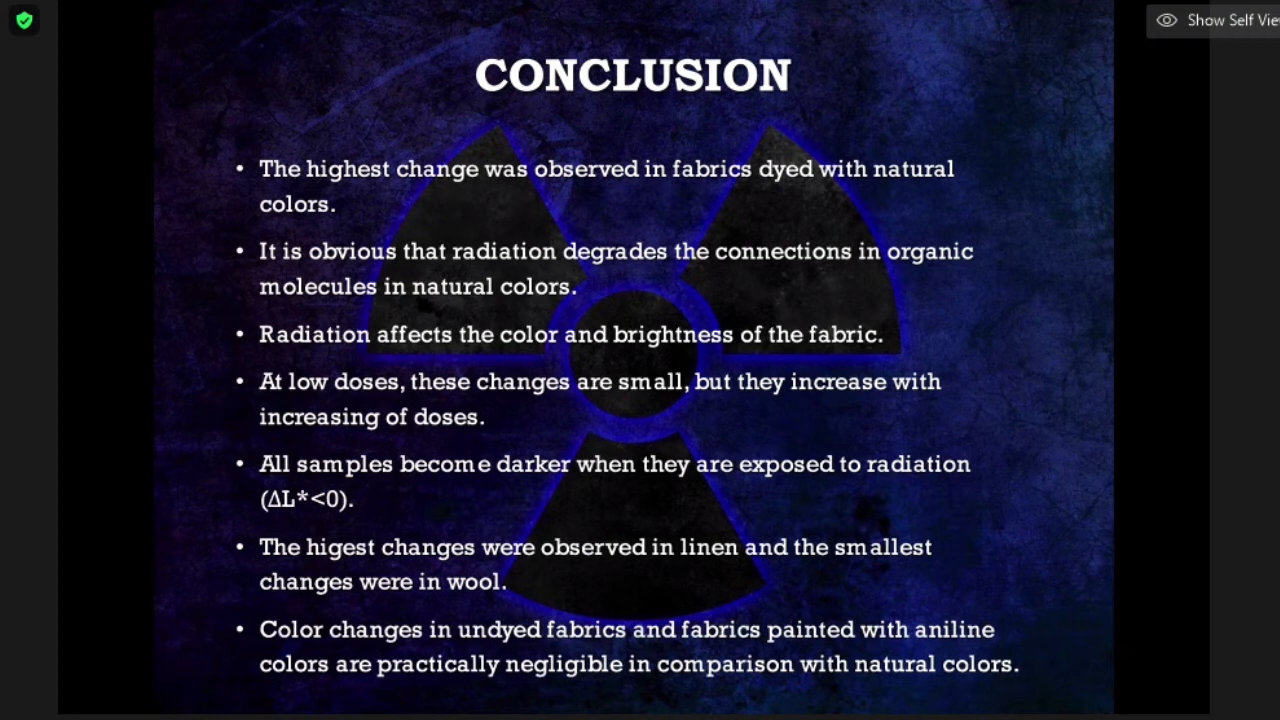 Show Self Vie
CONCLUSION
• The highest change was observed in fabrics dyed with natural
colors.
• It is obvious that radiation degrades the connections in organic
molecules in natural colors.
• Radiation affects the color and brightness of the fabric.
• At low doses, these changes are small, but they increase with
increasing of doses.
• All samples become darker when they are exposed to radiation
(ΔL*<0).
• The higest changes were observed in linen and the smallest
changes were in wool.
• Color changes in undyed fabrics and fabrics painted with aniline
colors are practically negligible in comparison with natural colors.